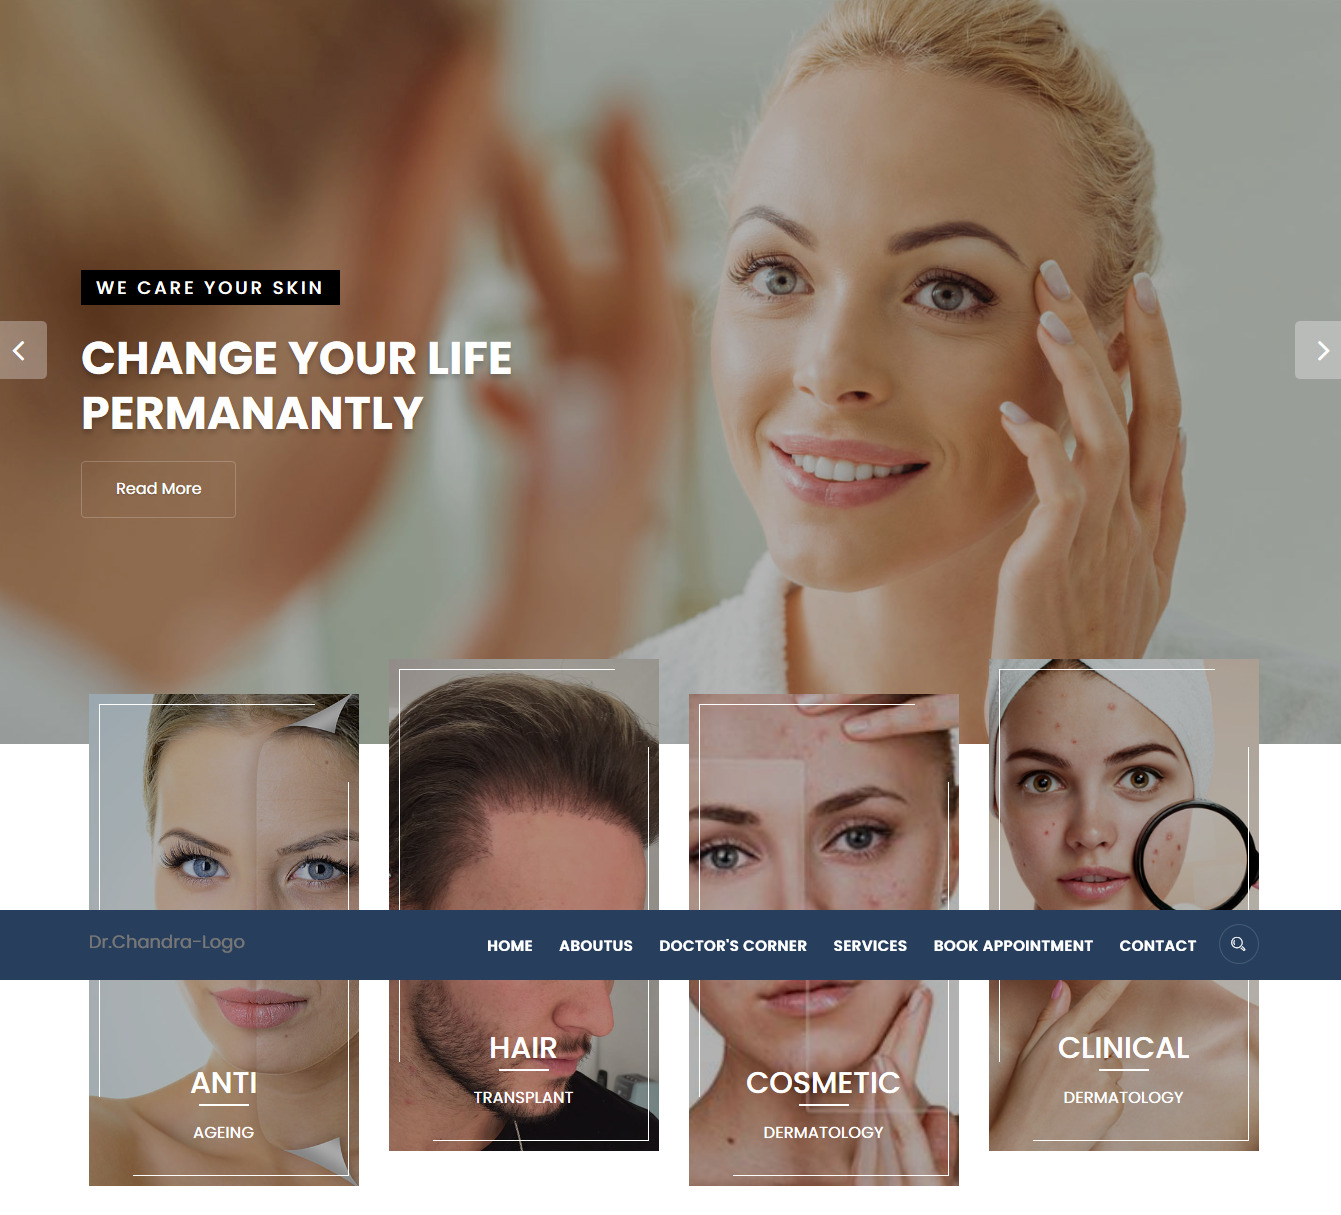 WE CARE YOUR SKIN
CHANGE YOUR LIFE
PERMANANTLY
Read More
Dr.Chandra-Logo
HOME ABOUTUS DOCTOR'S CORNER SERVICES BOOK APPOINTMENT CONTACT
ANTI
AGEING
HAIR
TRANSPLANT
COSMETIC
DERMATOLOGY
CLINICAL
DERMATOLOGY